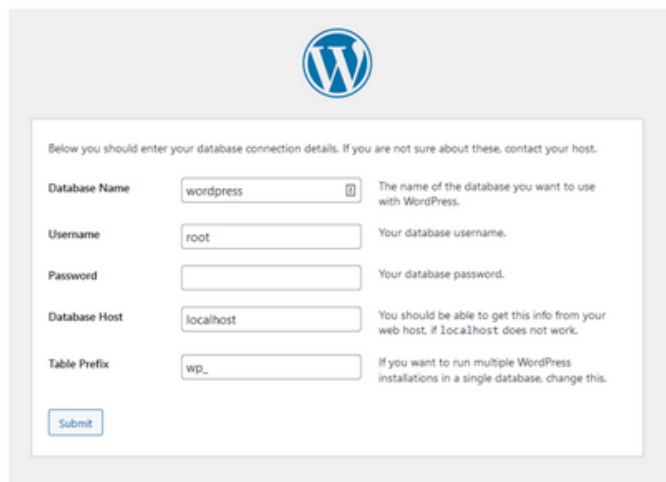 Below you should enter your database connection details. If you are not sure about these, contact your host.
Database Name
wordpress
The name of the database you want to use
with WordPress.
Username
root
Your database username.
Password
Your database password.
Database Host
localhost
You should be able to get this info from your
web host, if localhost does not work.
Table Prefix
wp_
If you want to run multiple WordPress
installations in a single database, change this.
Submit